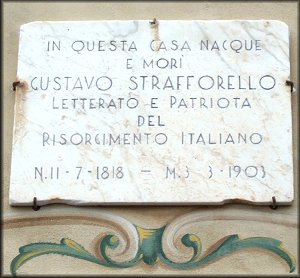 IN QUESTA CASA NACQUE
E MORÌ
GUSTAVO STRAFFORELLO
LETTERATO E PATRIOTA
DEL
RISORGIMENTO ITALIANO
N.11-7-1818 - M.3 3-1903